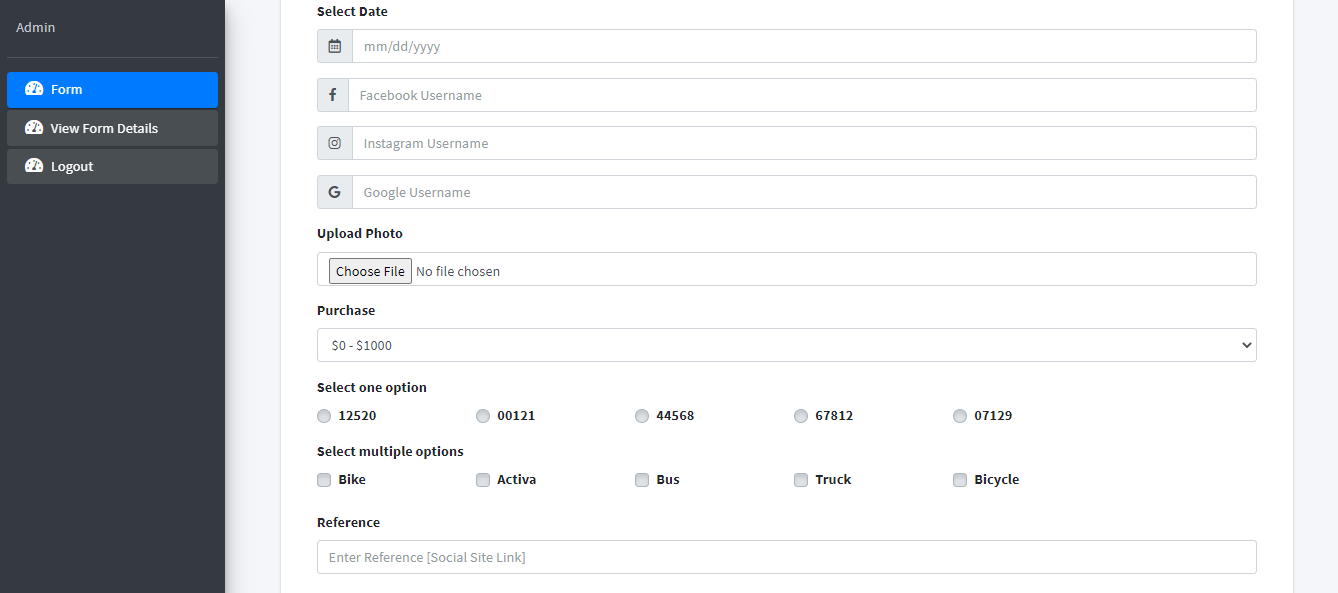 Admin
Form
View Form Details
Logout
Select Date
mm/dd/yyyy
Facebook Username
Instagram Username
Google Username
Upload Photo
Choose File No file chosen
Purchase
$0 - $1000
Select one option
12520 00121 44568 67812 07129
Select multiple options
Bike Activa Bus Truck Bicycle
Reference
Enter Reference [Social Site Link]